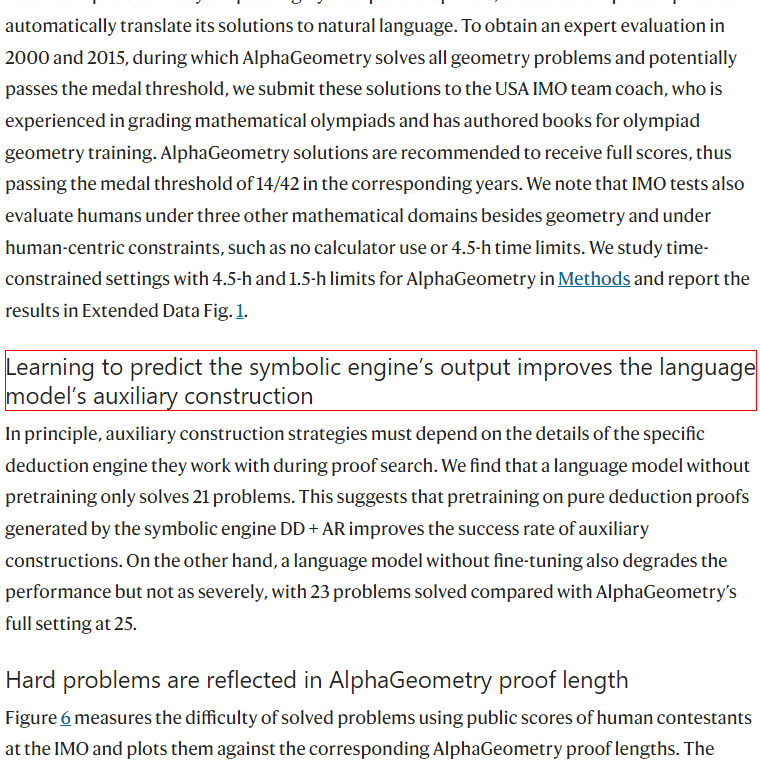 automatically translate its solutions to natural language. To obtain an expert evaluation in
2000 and 2015, during which AlphaGeometry solves all geometry problems and potentially
passes the medal threshold, we submit these solutions to the USA IMO team coach, who is
experienced in grading mathematical olympiads and has authored books for olympiad
geometry training. AlphaGeometry solutions are recommended to receive full scores, thus
passing the medal threshold of 14/42 in the corresponding years. We note that IMO tests also
evaluate humans under three other mathematical domains besides geometry and under
human-centric constraints, such as no calculator use or 4.5-h time limits. We study time-
constrained settings with 4.5-h and 1.5-h limits for AlphaGeometry in Methods and report the
results in Extended Data Fig. 1.
Learning to predict the symbolic engine’s output improves the language
model’s auxiliary construction
In principle, auxiliary construction strategies must depend on the details of the specific
deduction engine they work with during proof search. We find that a language model without
pretraining only solves 21 problems. This suggests that pretraining on pure deduction proofs
generated by the symbolic engine DD + AR improves the success rate of auxiliary
constructions. On the other hand, a language model without fine-tuning also degrades the
performance but not as severely, with 23 problems solved compared with AlphaGeometry’s
full setting at 25.
Hard problems are reflected in AlphaGeometry proof length
Figure 6 measures the difficulty of solved problems using public scores of human contestants
at the IMO and plots them against the corresponding AlphaGeometry proof lengths. The